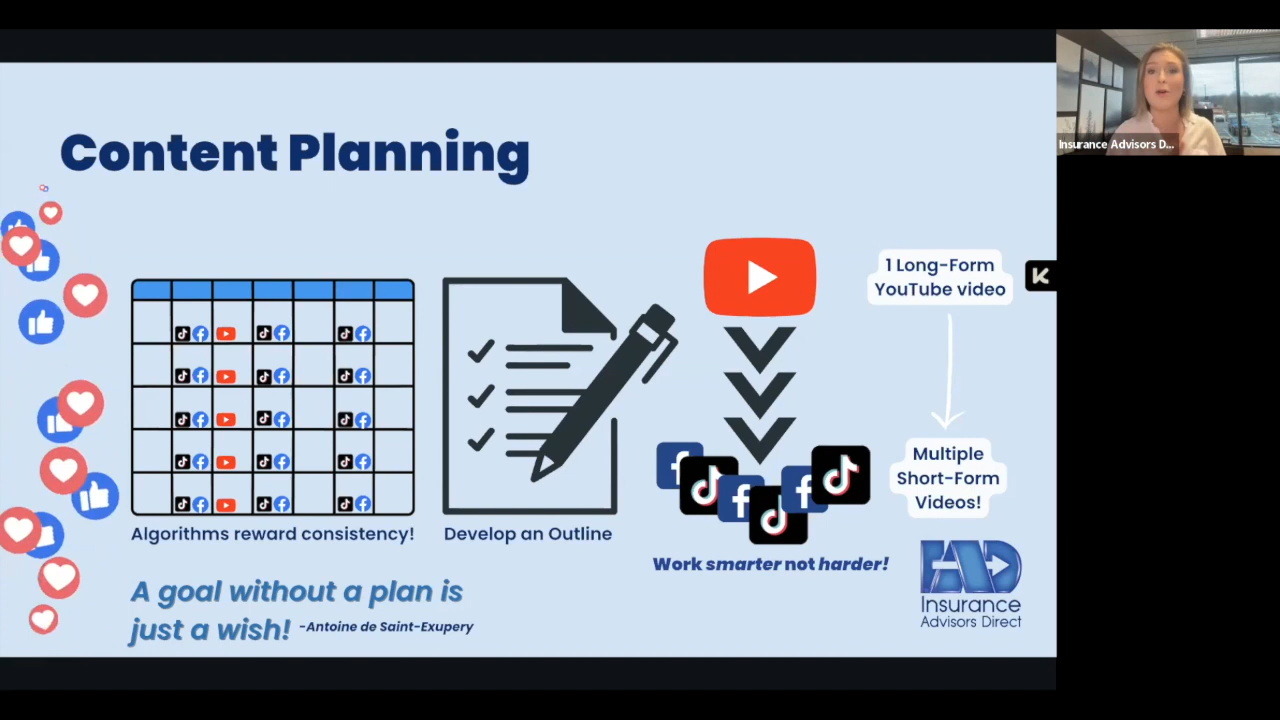 Content Planning
Insurance Advisors D...
1 Long-Form
YouTube video
Multiple
Short-Form
Videos!
Algorithms reward consistency!
Develop an Outline
Work smarter not harder!
A goal without a plan is
just a wish! -Antoine de Saint-Exupery
IAD
Insurance
Advisors Direct